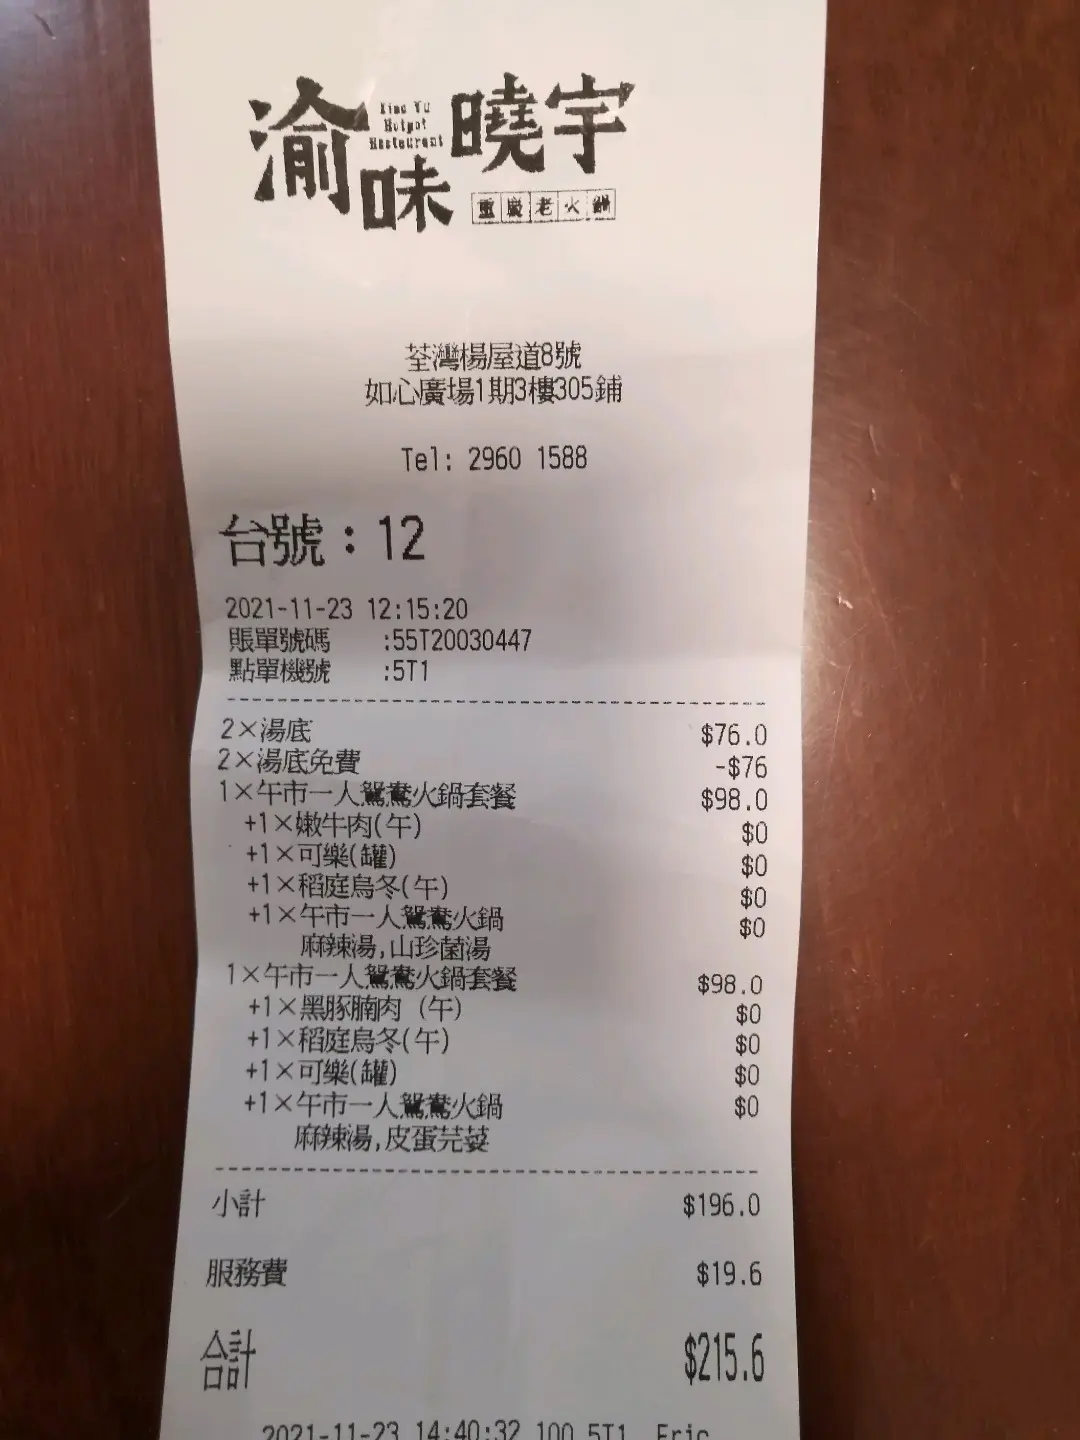 渝味曉宇
Xiao Yu
Hotpot
Restaurant
重慶老火鍋
荃灣楊屋道8號
如心廣場1期3樓305鋪
Tel: 2960 1588
台號：12
2021-11-23 12:15:20
賬單號碼 :55T20030447
點單機號 :5T1
2×湯底 $76.0
2×湯底免費 -$76
1×午市一人鴛鴦火鍋套餐 $98.0
+1×嫩牛肉(午) $0
+1×可樂(罐) $0
+1×稻庭烏冬(午) $0
+1×午市一人鴛鴦火鍋 $0
麻辣湯,山珍菌湯
1×午市一人鴛鴦火鍋套餐 $98.0
+1×黑豚腩肉 (午) $0
+1×稻庭烏冬(午) $0
+1×可樂(罐) $0
+1×午市一人鴛鴦火鍋 $0
麻辣湯,皮蛋芫荽
小計 $196.0
服務費 $19.6
合計 $215.6
2021-11-23 14:40:32 100 5T1 Eric